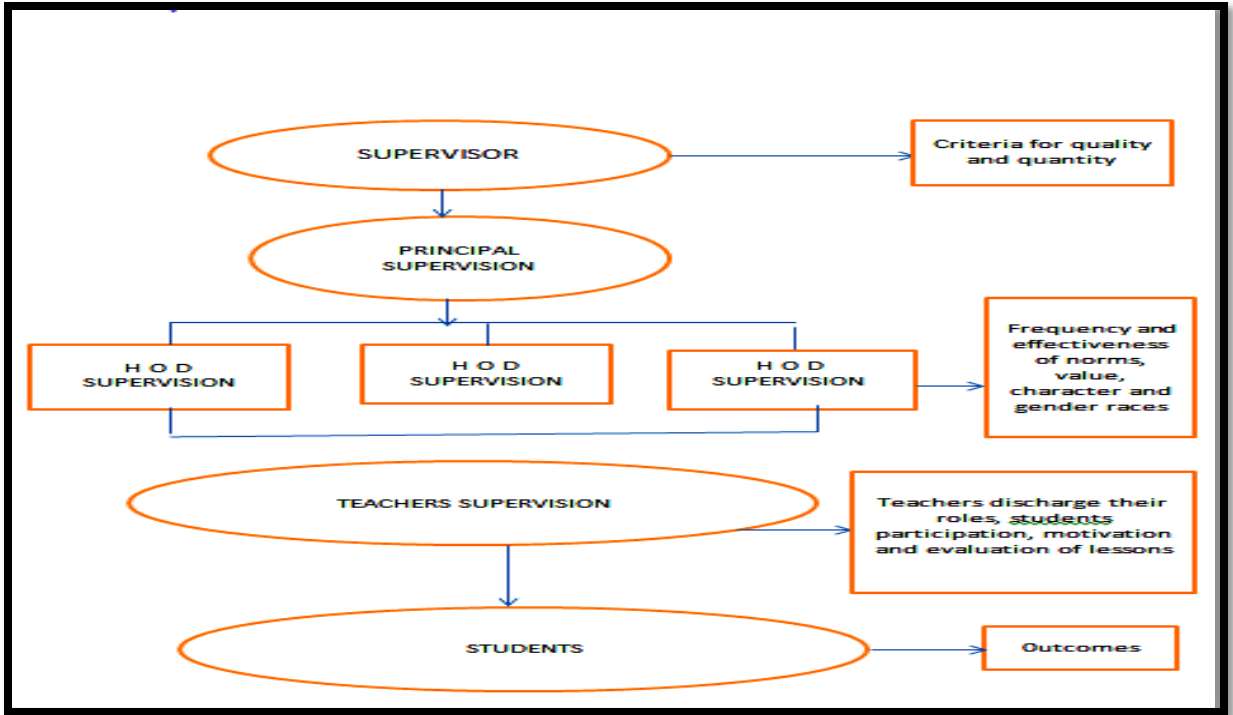 SUPERVISOR
Criteria for quality
and quantity
PRINCIPAL
SUPERVISION
H O D
SUPERVISION
H O D
SUPERVISION
H O D
SUPERVISION
Frequency and
effectiveness
of norms,
value,
character and
gender races
TEACHERS SUPERVISION
Teachers discharge their
roles, students
participation, motivation
and evaluation of lessons
STUDENTS
Outcomes